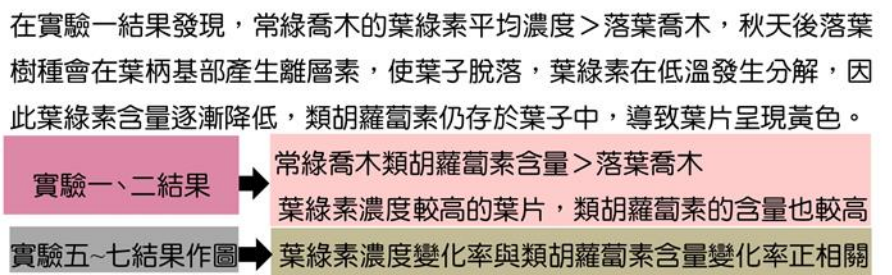 在實驗一結果發現，常綠喬木的葉綠素平均濃度＞落葉喬木，秋天後落葉
樹種會在葉柄基部產生離層素，使葉子脫落，葉綠素在低溫發生分解，因
此葉綠素含量逐漸降低，類胡蘿蔔素仍存於葉子中，導致葉片呈現黃色。
實驗一、二結果
常綠喬木類胡蘿蔔素含量＞落葉喬木
葉綠素濃度較高的葉片，類胡蘿蔔素的含量也較高
實驗五~七結果作圖
葉綠素濃度變化率與類胡蘿蔔素含量變化率正相關